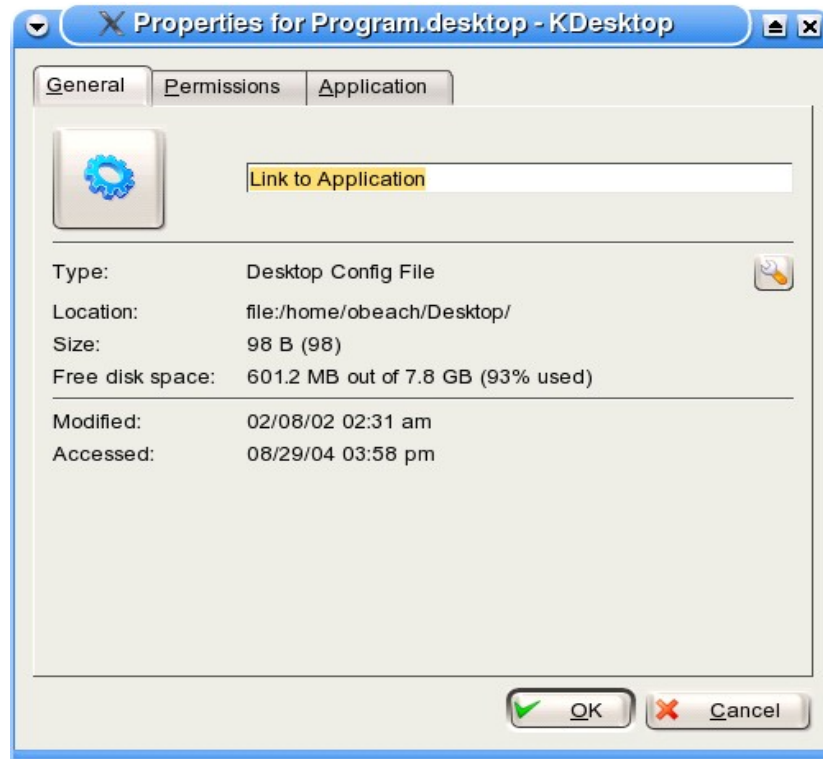 Properties for Program.desktop - KDesktop
General Permissions Application
Link to Application
Type: Desktop Config File
Location: file:/home/obeach/Desktop/
Size: 98 B (98)
Free disk space: 601.2 MB out of 7.8 GB (93% used)
Modified: 02/08/02 02:31 am
Accessed: 08/29/04 03:58 pm
OK Cancel